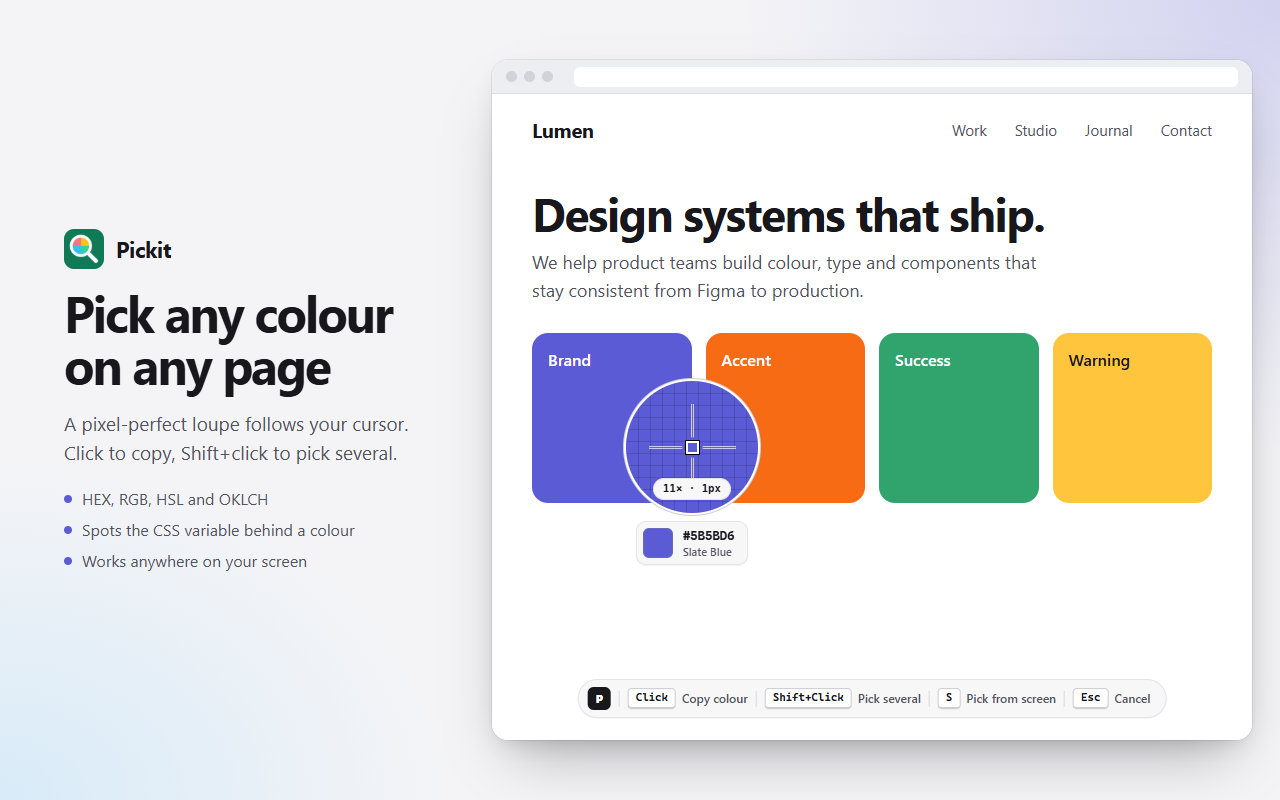 Pickit
Pick any colour
on any page
A pixel-perfect loupe follows your cursor.
Click to copy, Shift+click to pick several.
HEX, RGB, HSL and OKLCH
Spots the CSS variable behind a colour
Works anywhere on your screen
Lumen
Work Studio Journal Contact
Design systems that ship.
We help product teams build colour, type and components that
stay consistent from Figma to production.
Brand Accent Success Warning
11× · 1px
#5B5BD6
Slate Blue
P Click Copy colour Shift+Click Pick several S Pick from screen Esc Cancel